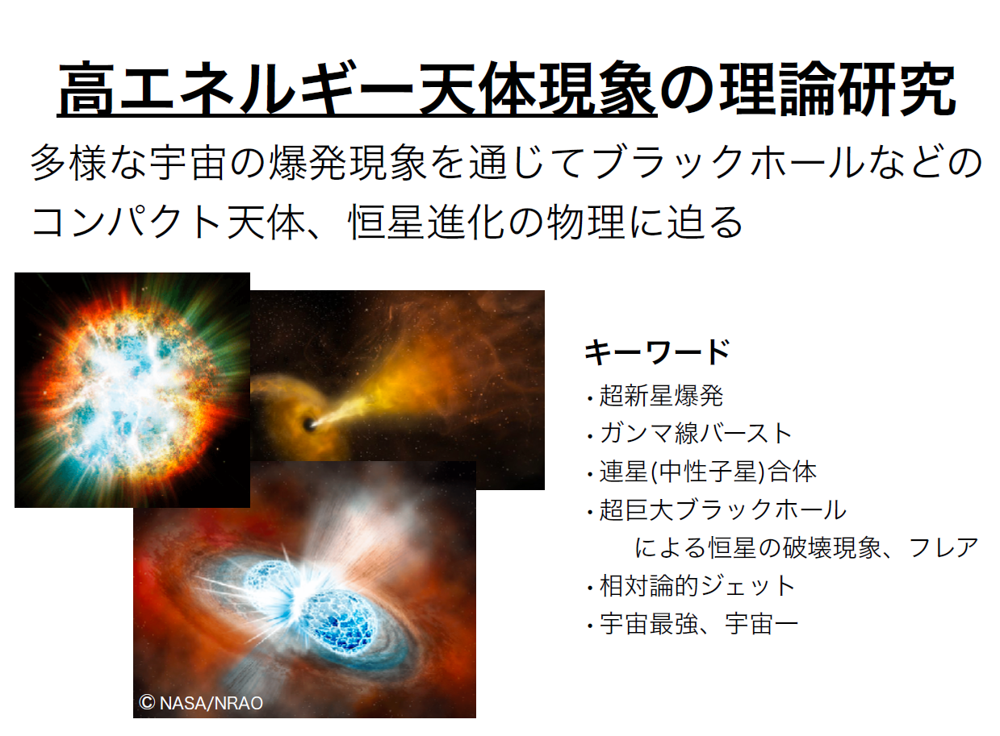 高エネルギー天体現象の理論研究
多様な宇宙の爆発現象を通じてブラックホールなどの
コンパクト天体、恒星進化の物理に迫る
キーワード
・超新星爆発
・ガンマ線バースト
・連星(中性子星)合体
・超巨大ブラックホール
による恒星の破壊現象、フレア
・相対論的ジェット
・宇宙最強、宇宙一
© NASA/NRAO